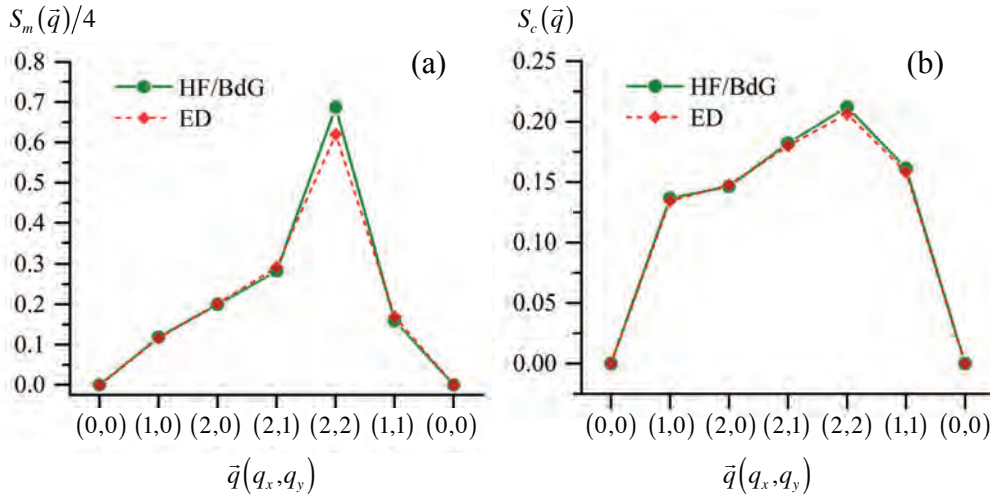 S_m(q⃗)/4
(a)
HF/BdG
ED
0.8
0.7
0.6
0.5
0.4
0.3
0.2
0.1
0.0
(0,0) (1,0) (2,0) (2,1) (2,2) (1,1) (0,0)
q⃗(q_x,q_y)
S_c(q⃗)
(b)
HF/BdG
ED
0.25
0.20
0.15
0.10
0.05
0.00
(0,0) (1,0) (2,0) (2,1) (2,2) (1,1) (0,0)
q⃗(q_x,q_y)